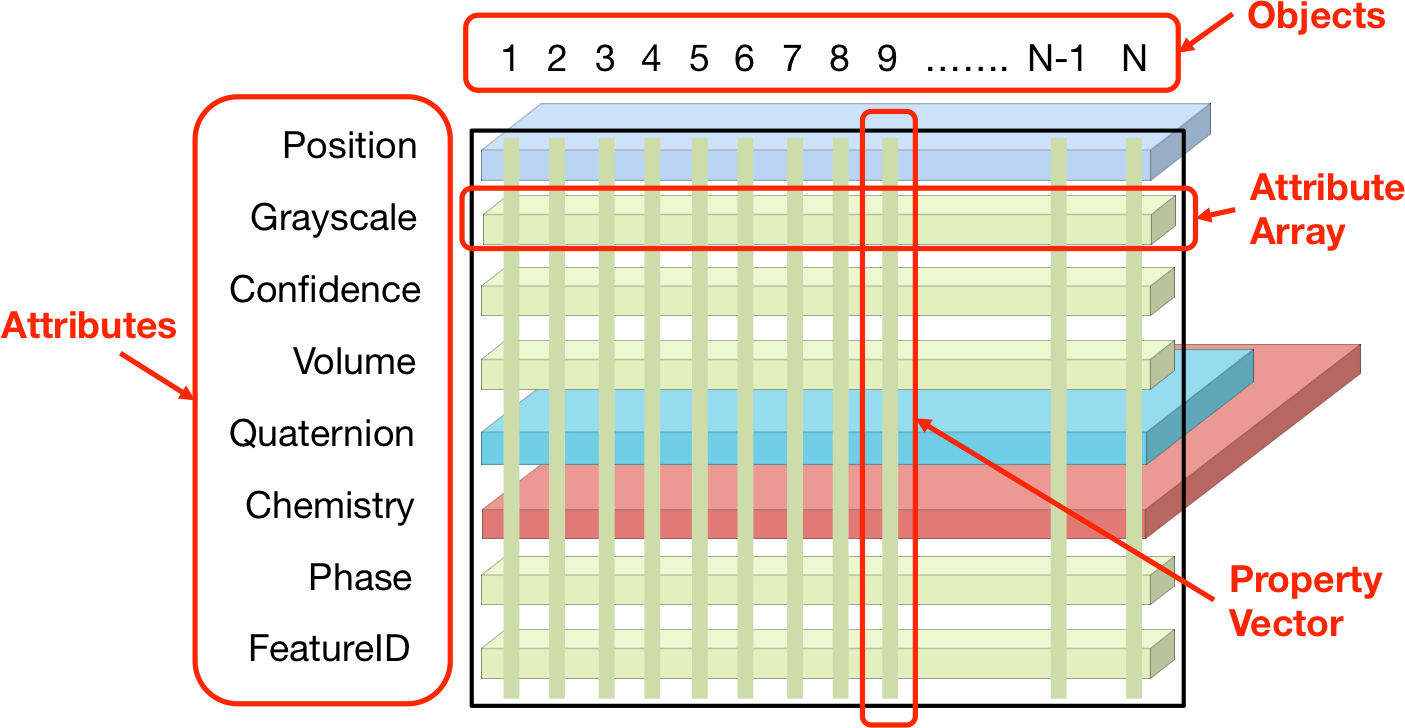 Objects
1 2 3 4 5 6 7 8 9 ....... N-1 N
Position
Grayscale
Confidence
Volume
Quaternion
Chemistry
Phase
FeatureID
Attributes
Attribute
Array
Property
Vector